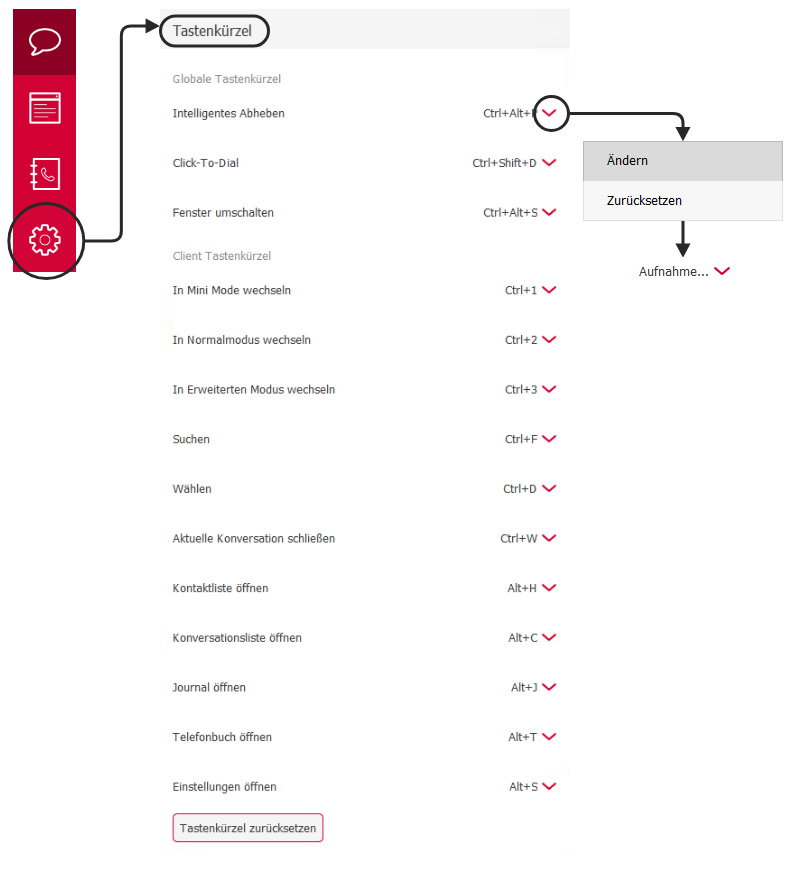 Tastenkürzel
Globale Tastenkürzel
Intelligentes Abheben Ctrl+Alt+P
Ändern
Click-To-Dial Ctrl+Shift+D
Zurücksetzen
Fenster umschalten Ctrl+Alt+S
Client Tastenkürzel
Aufnahme...
In Mini Mode wechseln Ctrl+1
In Normalmodus wechseln Ctrl+2
In Erweiterten Modus wechseln Ctrl+3
Suchen Ctrl+F
Wählen Ctrl+D
Aktuelle Konversation schließen Ctrl+W
Kontaktliste öffnen Alt+H
Konversationsliste öffnen Alt+C
Journal öffnen Alt+J
Telefonbuch öffnen Alt+T
Einstellungen öffnen Alt+S
Tastenkürzel zurücksetzen